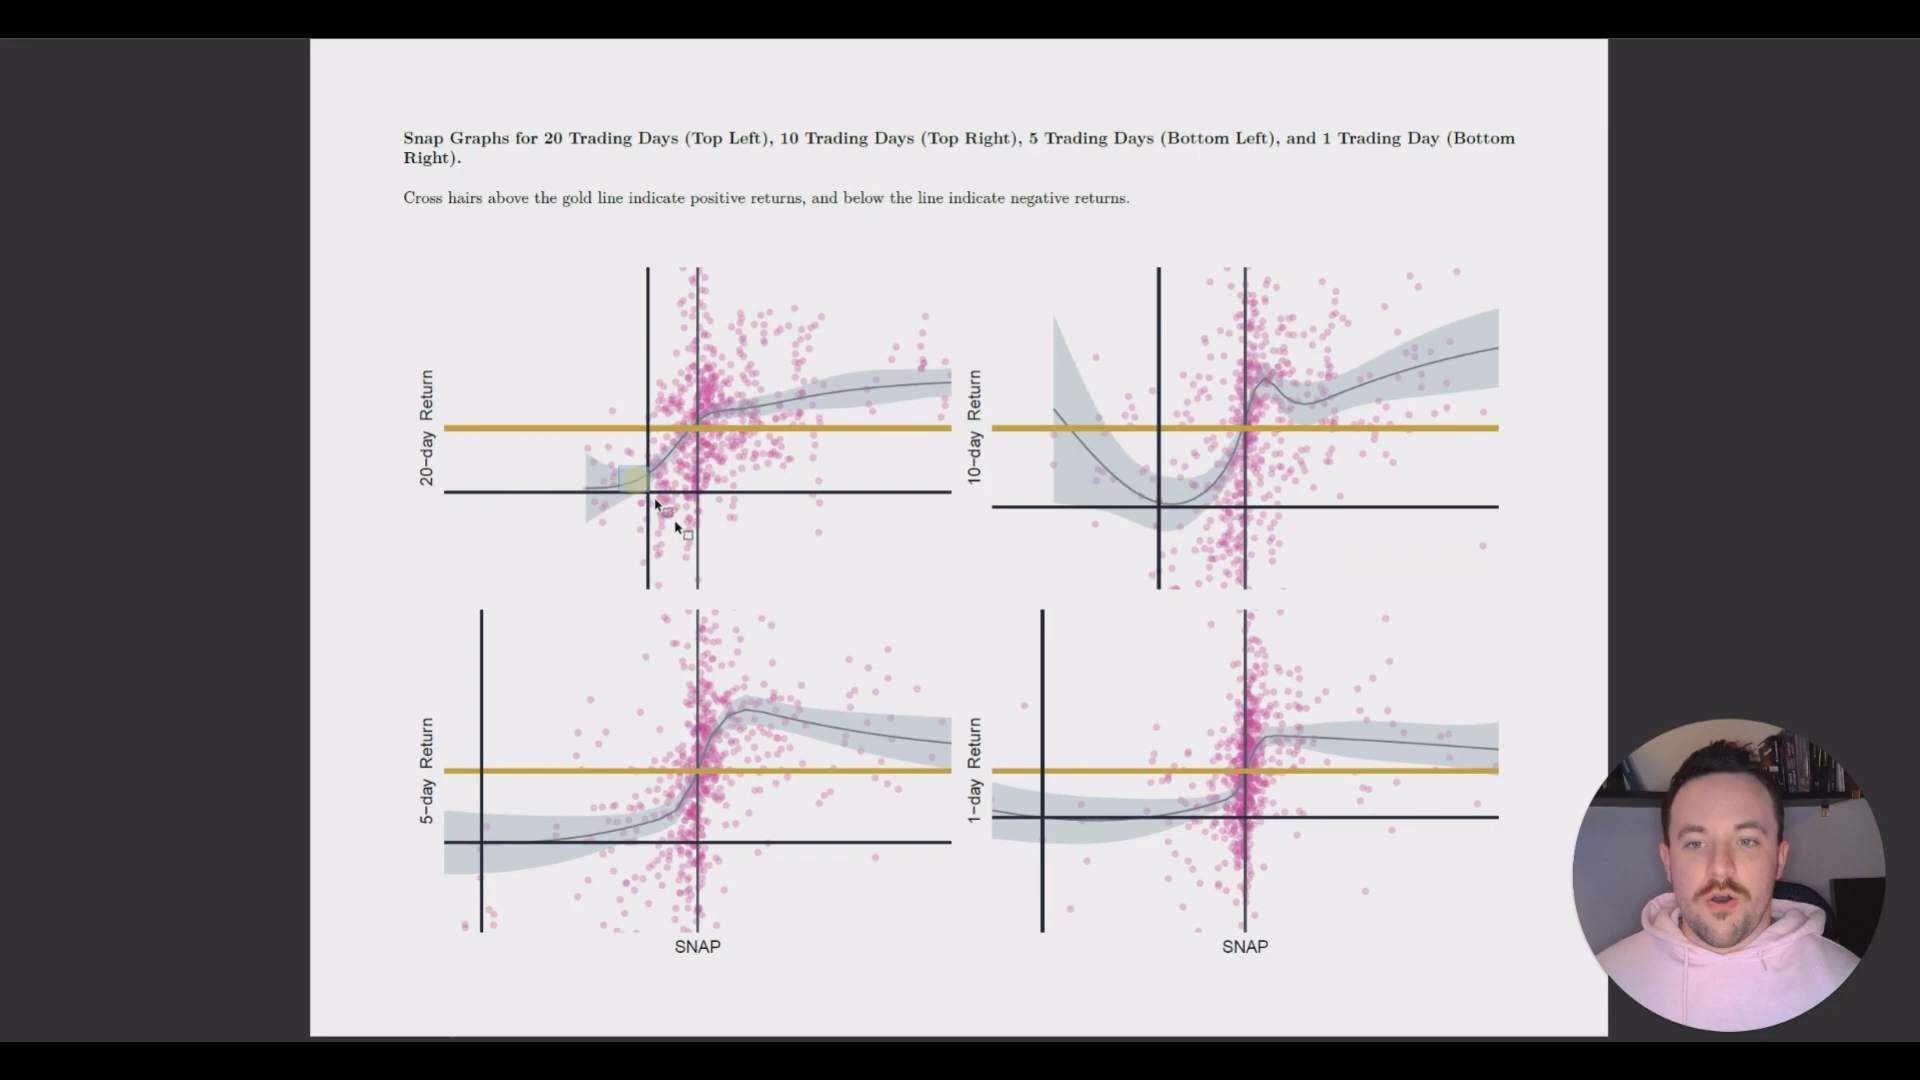 Snap Graphs for 20 Trading Days (Top Left), 10 Trading Days (Top Right), 5 Trading Days (Bottom Left), and 1 Trading Day (Bottom
Right).
Cross hairs above the gold line indicate positive returns, and below the line indicate negative returns.
20−day Return
10−day Return
5−day Return
1−day Return
SNAP
SNAP